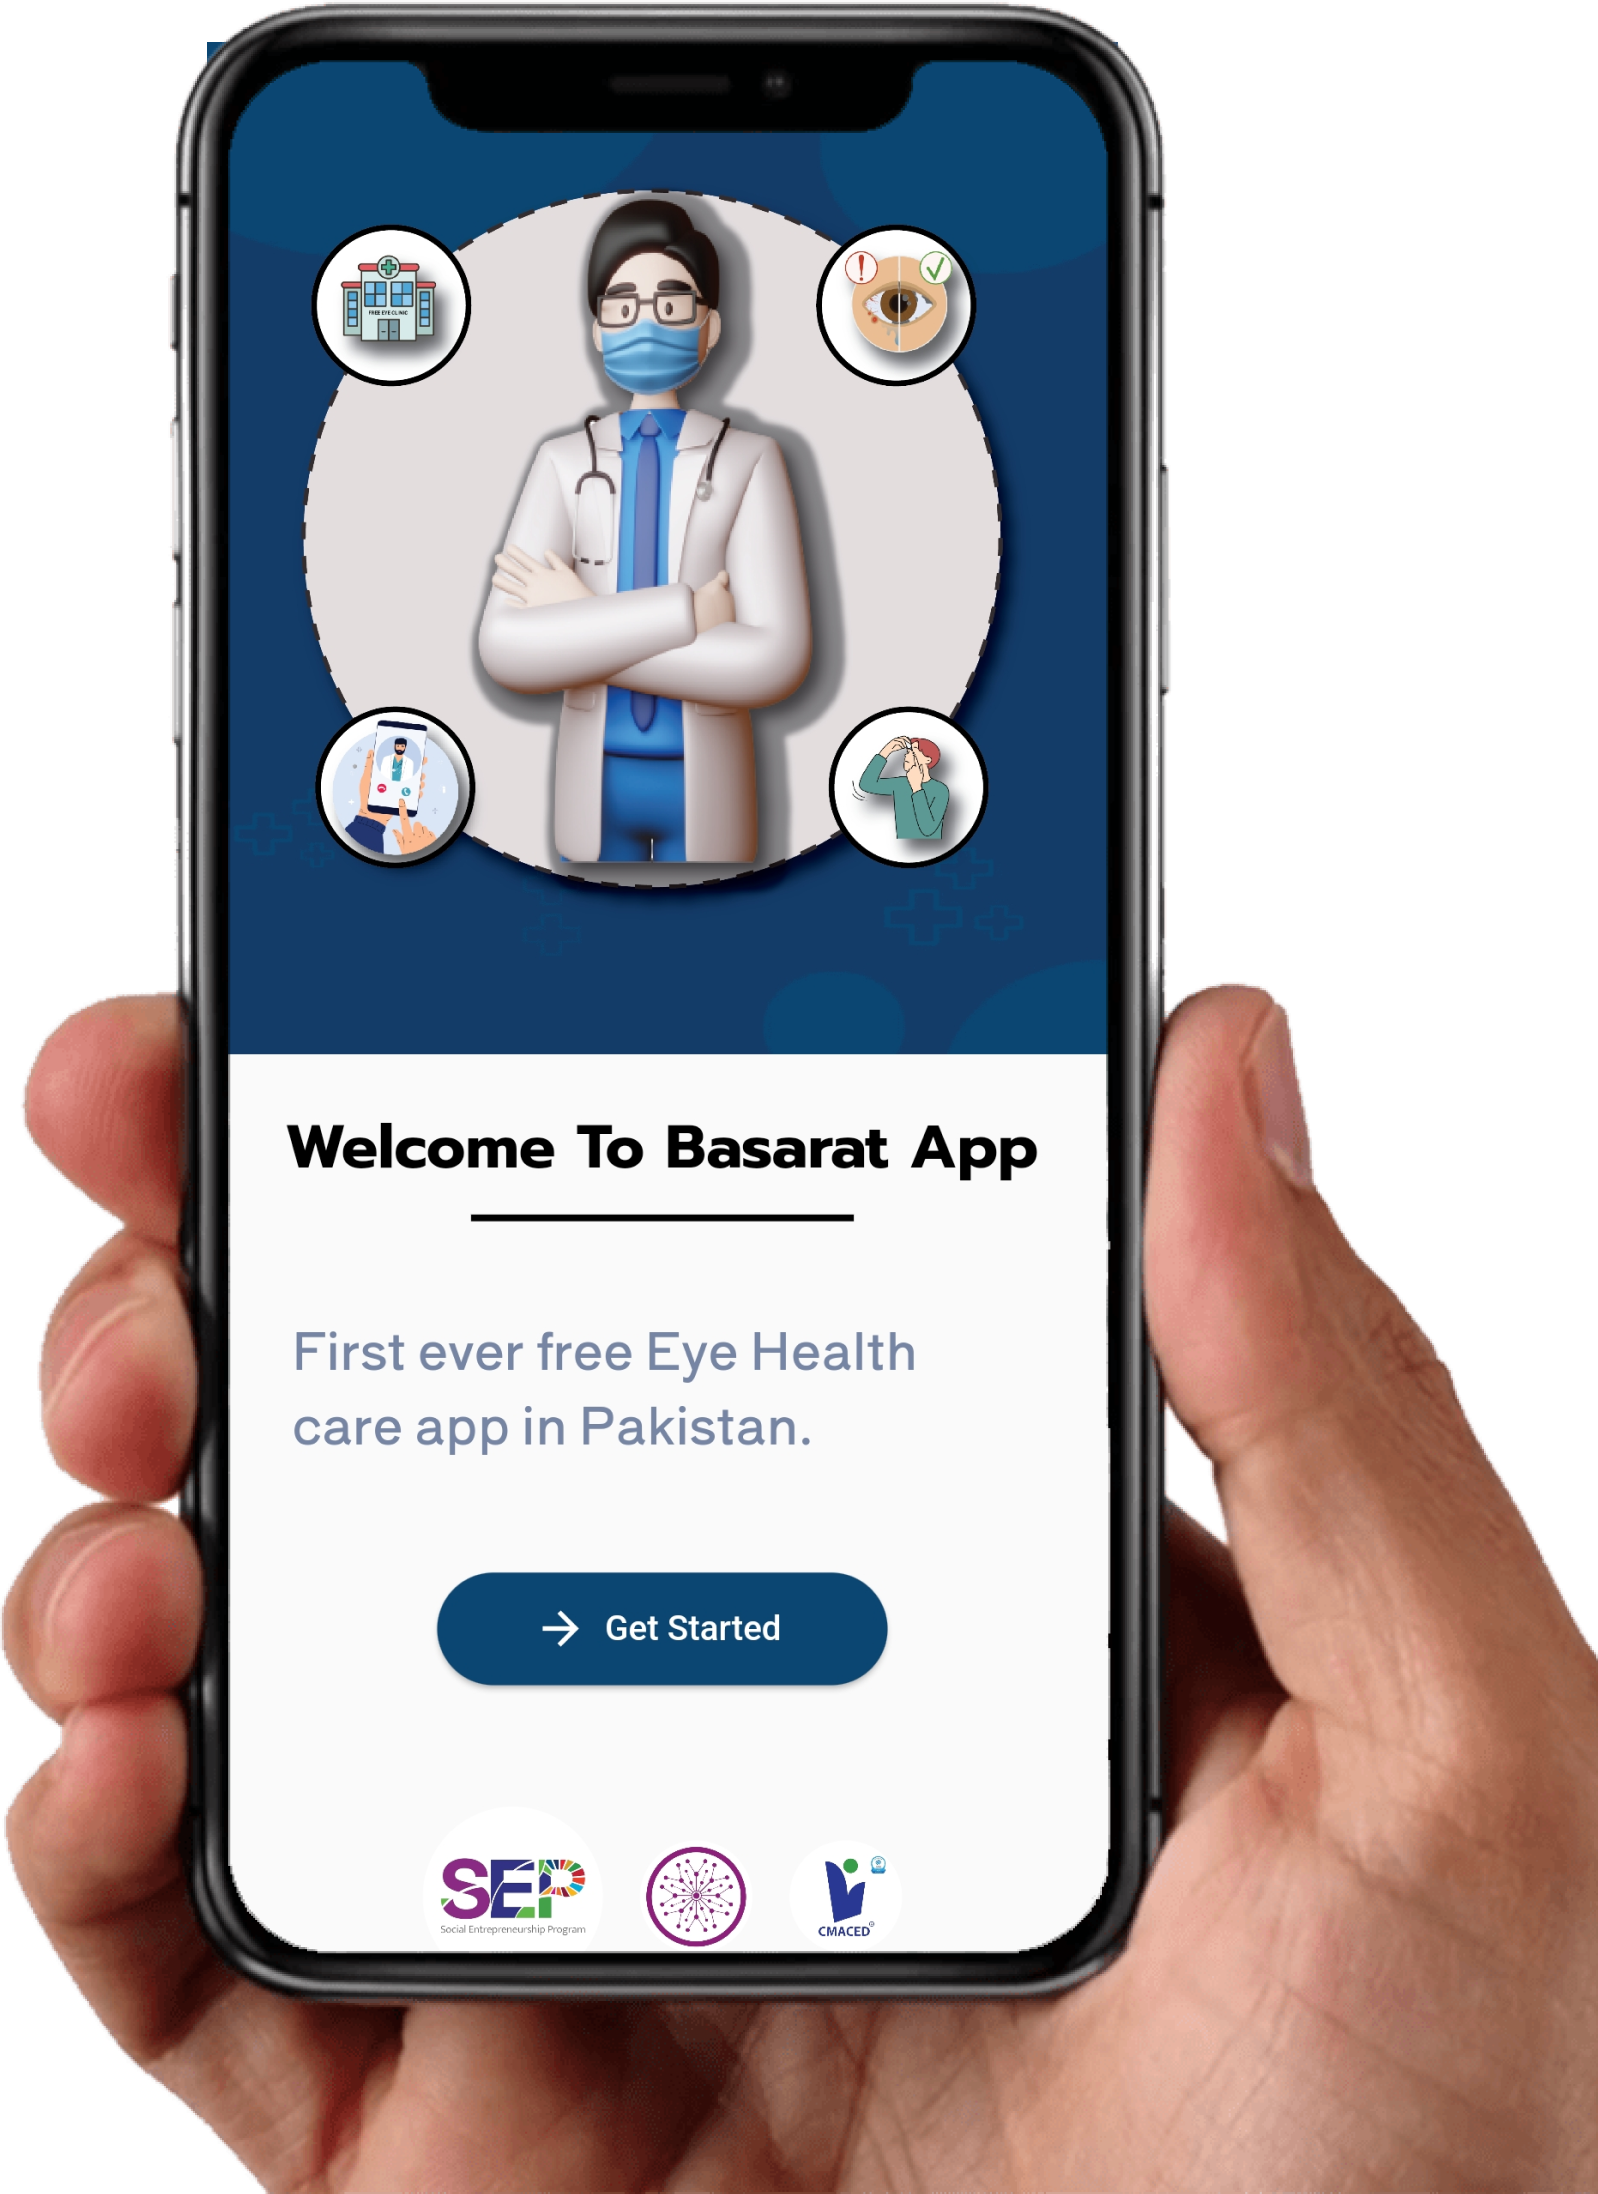 FREE EYE CLINIC
Welcome To Basarat App
First ever free Eye Health
care app in Pakistan.
Get Started
SEP
Social Entrepreneurship Program
CMACED